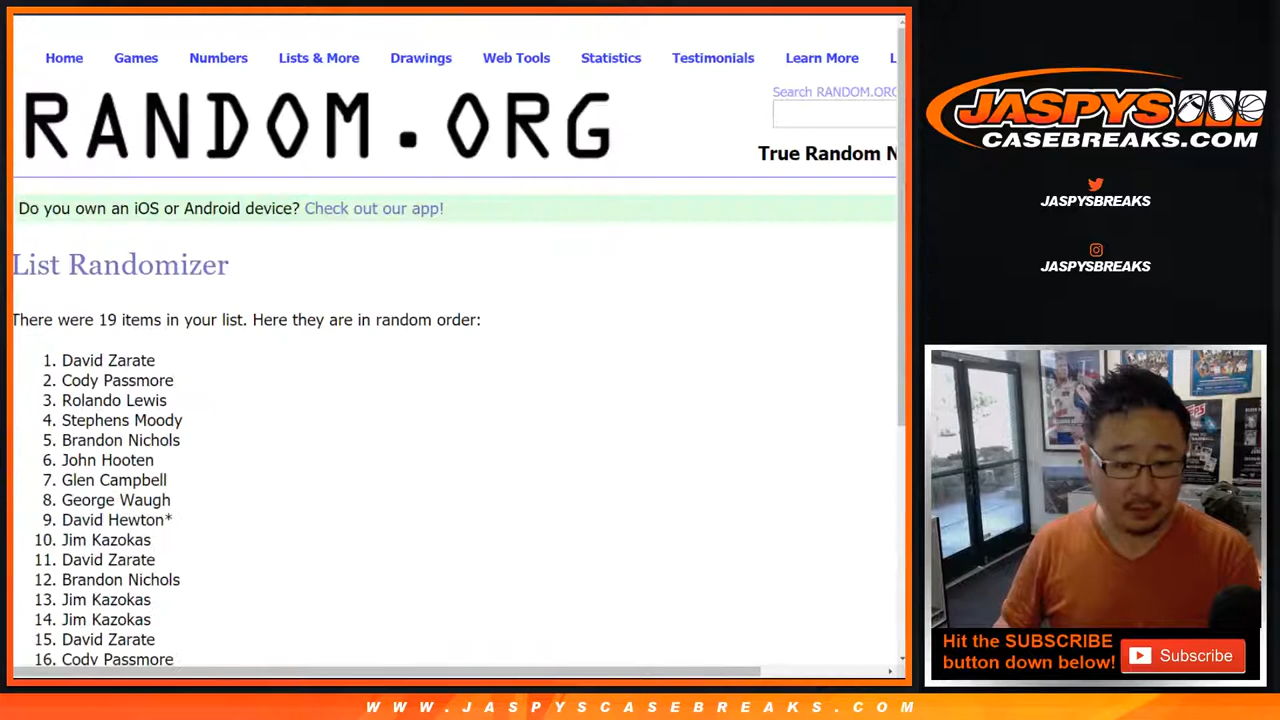 Home Games Numbers Lists & More Drawings Web Tools Statistics Testimonials Learn More L
Search RANDOM.ORG
RANDOM.ORG
True Random N
Do you own an iOS or Android device? Check out our app!
List Randomizer
There were 19 items in your list. Here they are in random order:
1. David Zarate
2. Cody Passmore
3. Rolando Lewis
4. Stephens Moody
5. Brandon Nichols
6. John Hooten
7. Glen Campbell
8. George Waugh
9. David Hewton*
10. Jim Kazokas
11. David Zarate
12. Brandon Nichols
13. Jim Kazokas
14. Jim Kazokas
15. David Zarate
16. Cody Passmore
JASPYS
CASEBREAKS.COM
JASPYSBREAKS
JASPYSBREAKS
Hit the SUBSCRIBE
button down below!
Subscribe
WWW.JASPYSCASEBREAKS.COM